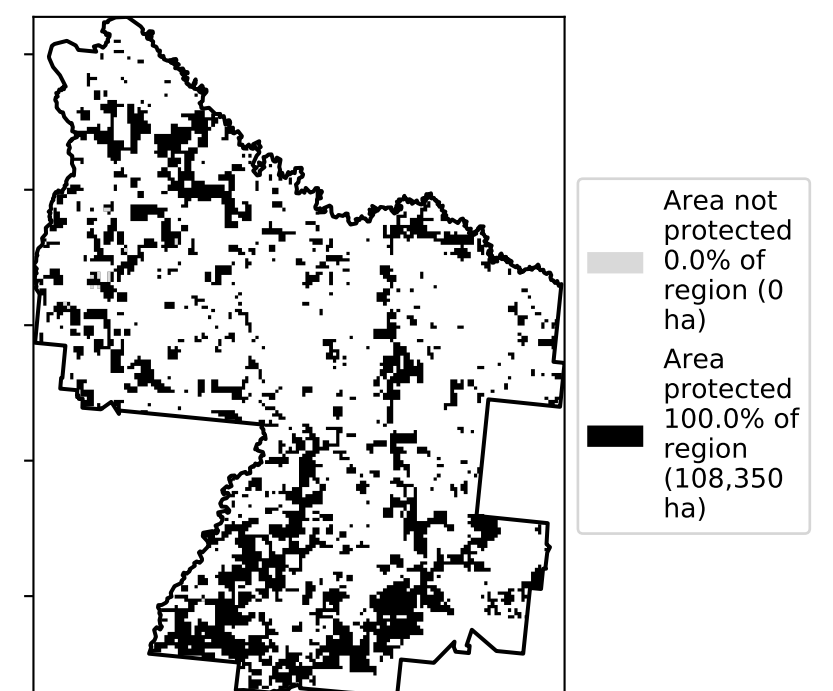 Area not
protected
0.0% of
region (0
ha)
Area
protected
100.0% of
region
(108,350
ha)